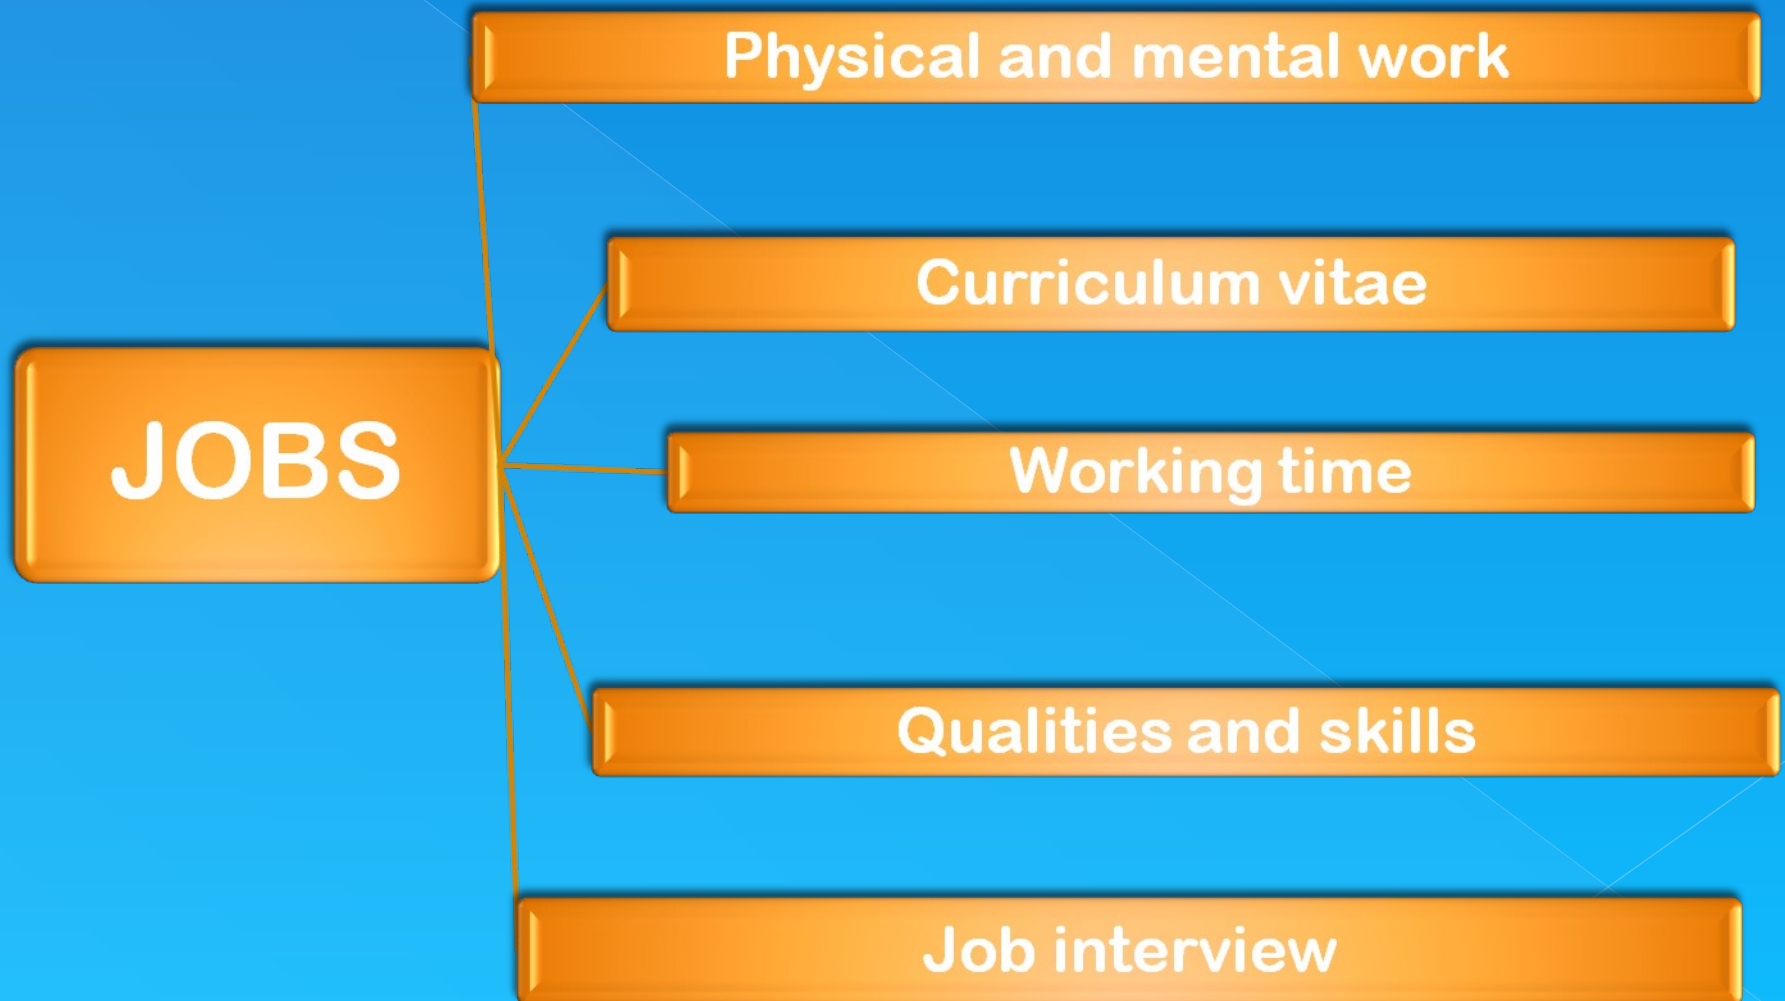 Physical and mental work
Curriculum vitae
JOBS
Working time
Qualities and skills
Job interview